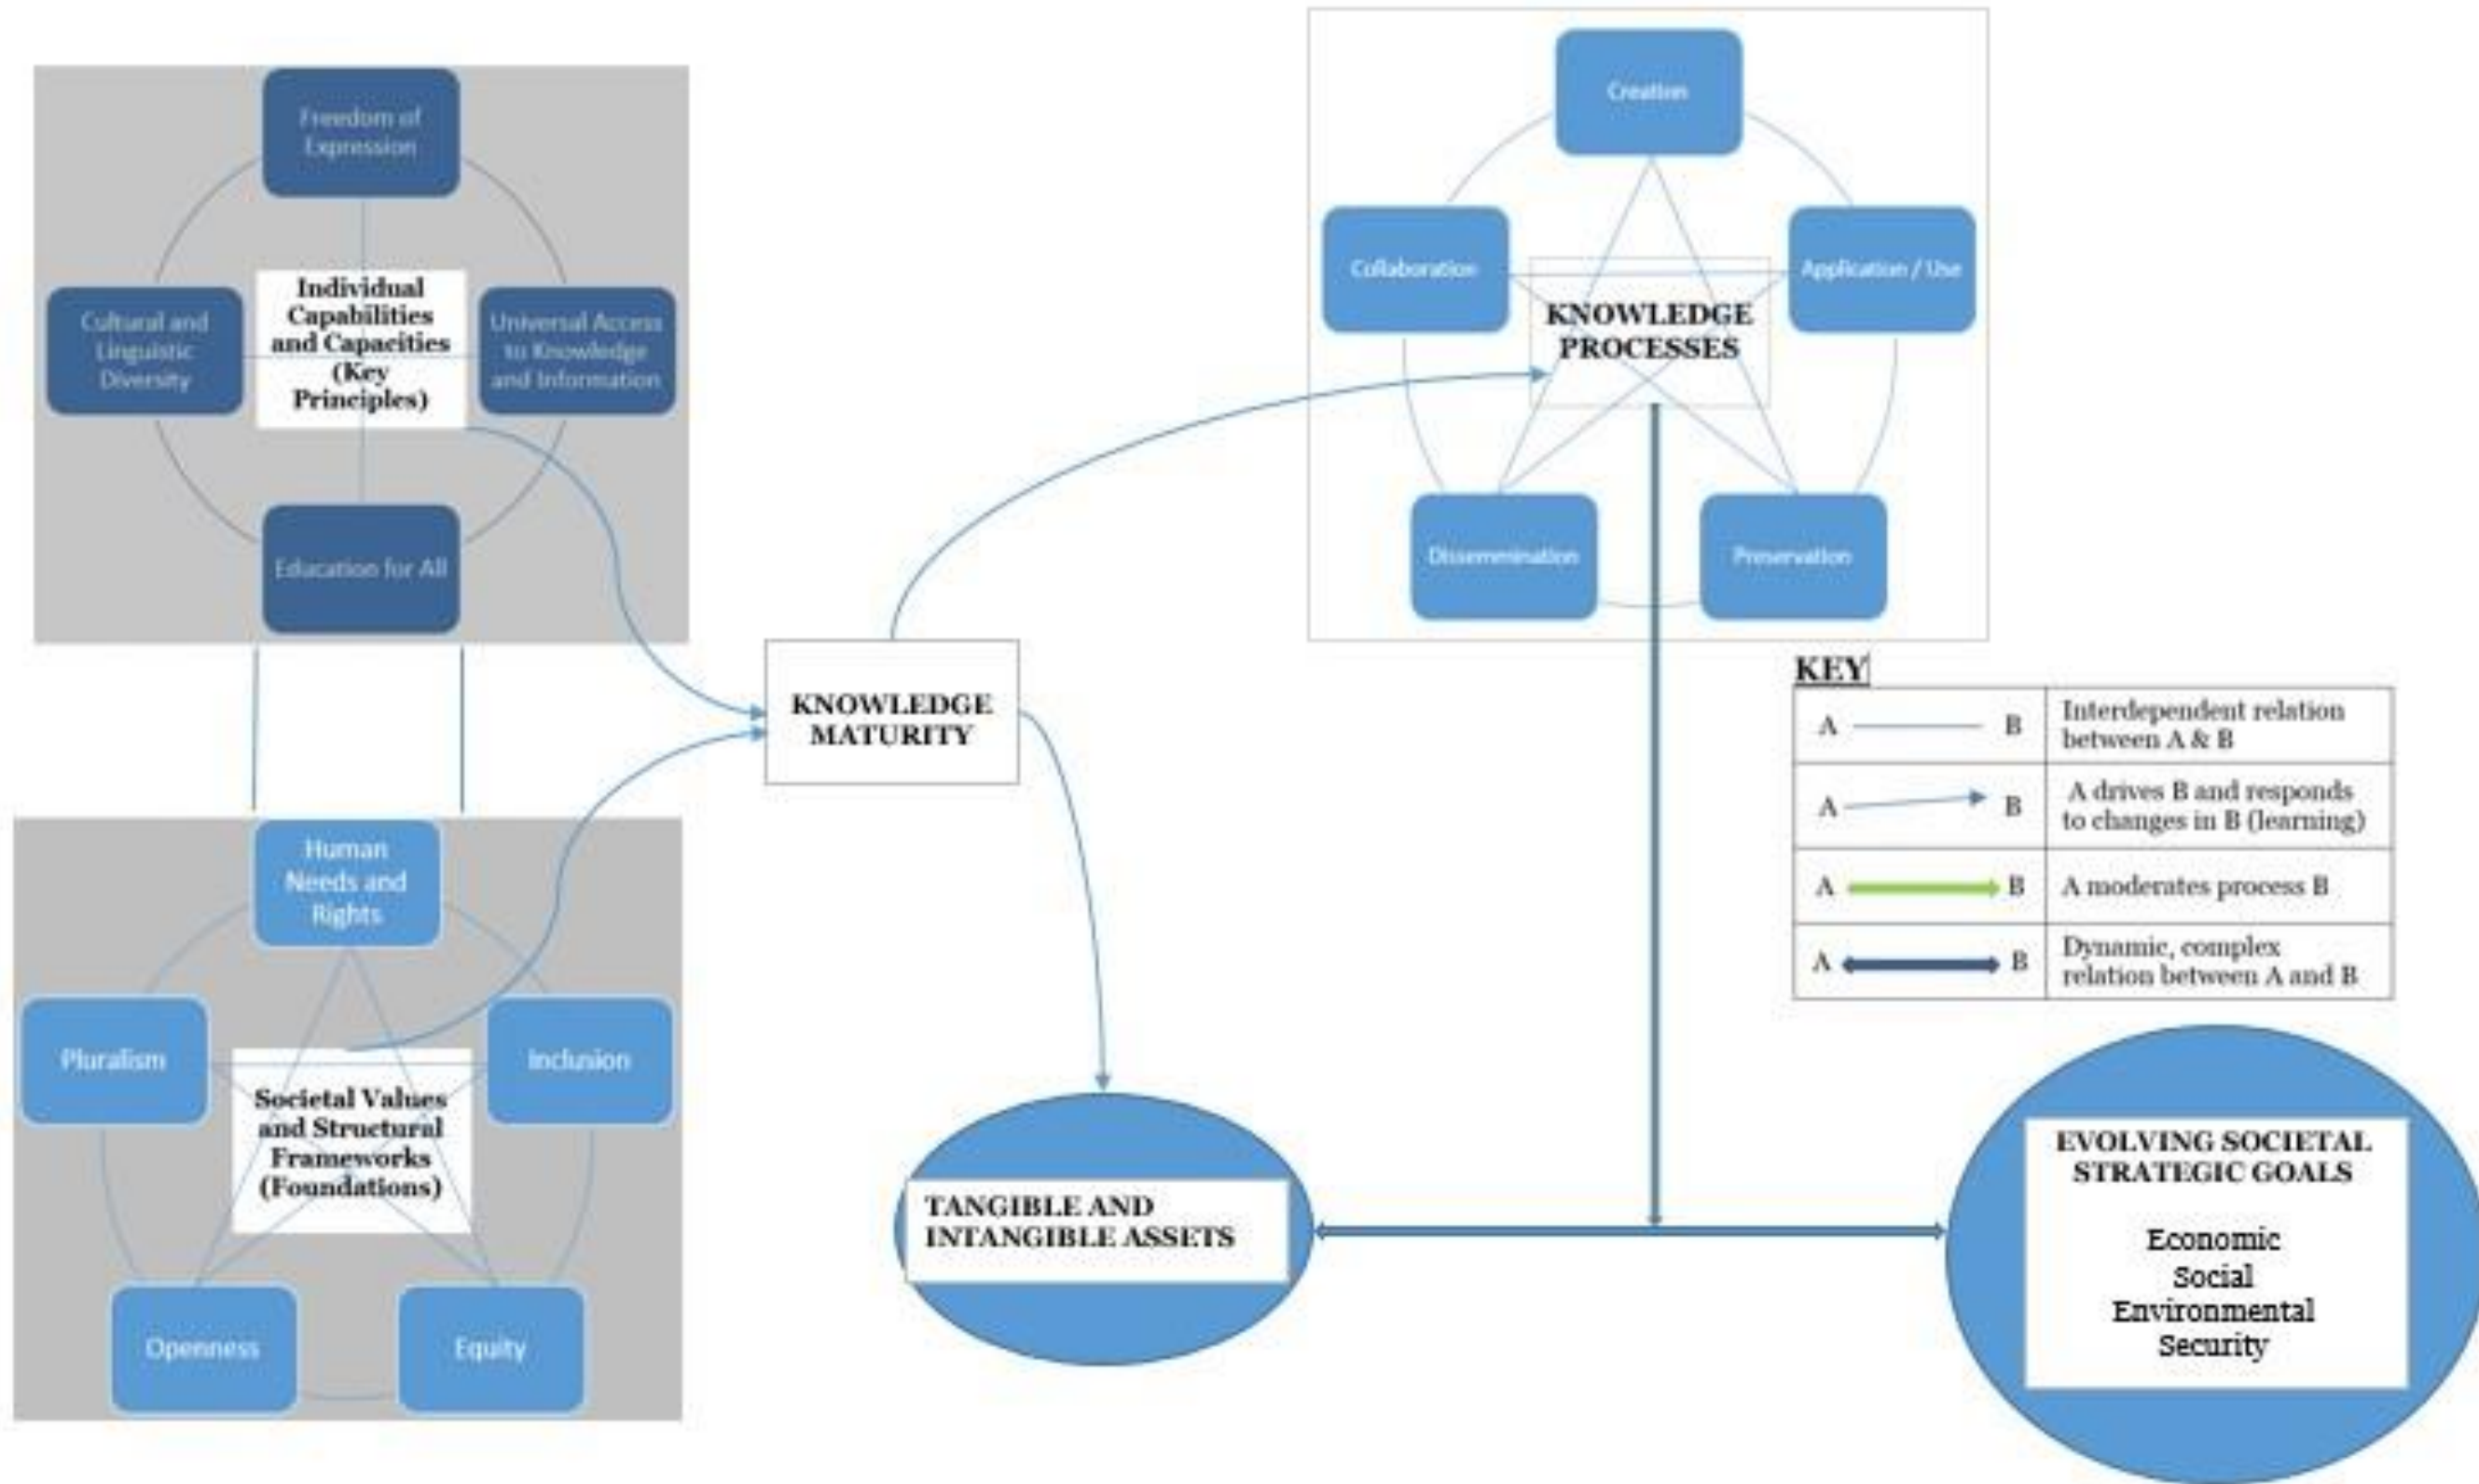 Freedom of
Expression
Cultural and
Linguistic
Diversity
Individual
Capabilities
and Capacities
(Key
Principles)
Universal Access
to Knowledge
and Information
Education for All
Human
Needs and
Rights
Pluralism
Inclusion
Societal Values
and Structural
Frameworks
(Foundations)
Openness
Equity
KNOWLEDGE
MATURITY
Creation
Collaboration
Application / Use
KNOWLEDGE
PROCESSES
Dissemnination
Preservation
KEY
A B Interdependent relation
between A & B
A B A drives B and responds
to changes in B (learning)
A B A moderates process B
A B Dynamic, complex
relation between A and B
TANGIBLE AND
INTANGIBLE ASSETS
EVOLVING SOCIETAL
STRATEGIC GOALS
Economic
Social
Environmental
Security